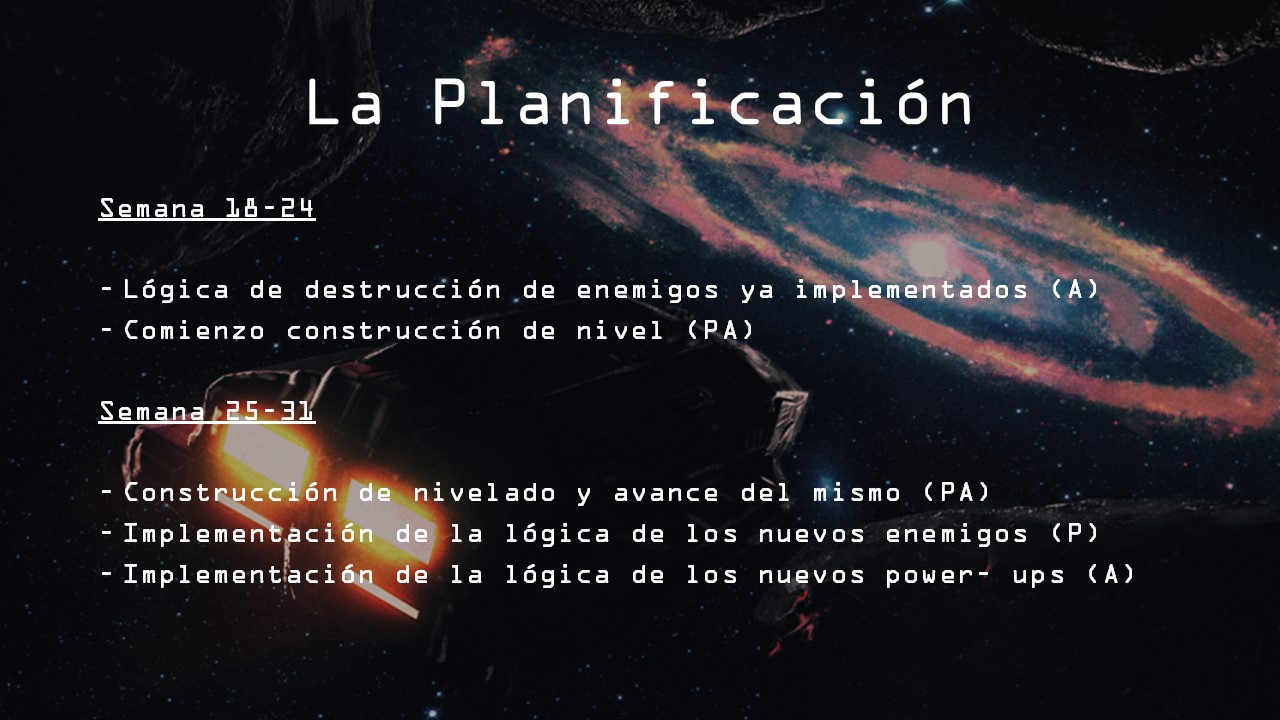 La Planificación
Semana 18-24
- Lógica de destrucción de enemigos ya implementados (A)
- Comienzo construcción de nivel (PA)
Semana 25-31
- Construcción de nivelado y avance del mismo (PA)
- Implementación de la lógica de los nuevos enemigos (P)
- Implementación de la lógica de los nuevos power- ups (A)